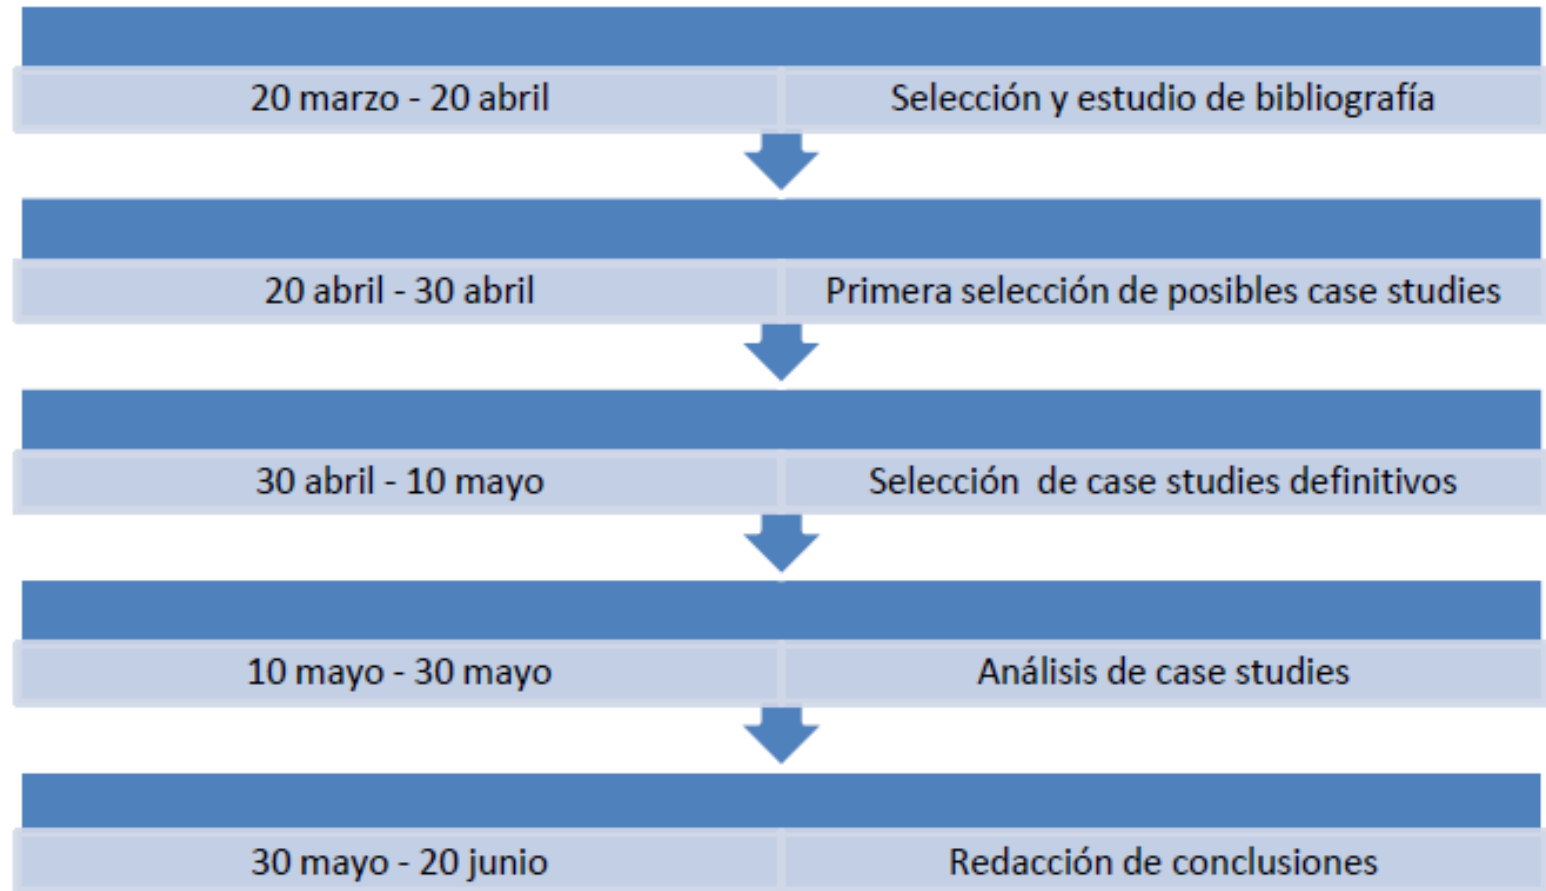 20 marzo - 20 abril
Selección y estudio de bibliografía
20 abril - 30 abril
Primera selección de posibles case studies
30 abril - 10 mayo
Selección  de case studies definitivos
10 mayo - 30 mayo
Análisis de case studies
30 mayo - 20 junio
Redacción de conclusiones